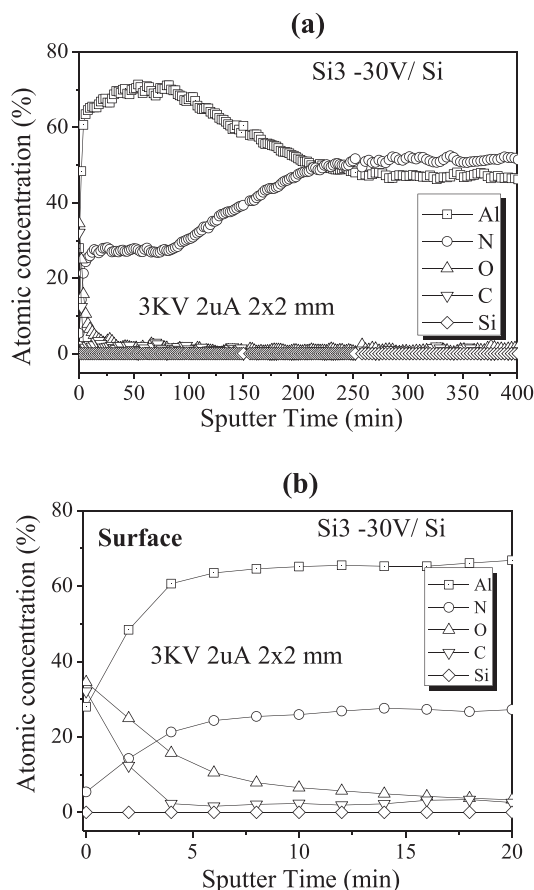 (a)
Si3 -30V/ Si
80
60
40
20
0
Atomic concentration (%)
Al
N
O
C
Si
3KV 2uA 2x2 mm
0 50 100 150 200 250 300 350 400
Sputter Time (min)
(b)
Surface
Si3 -30V/ Si
80
60
40
20
0
Atomic concentration (%)
Al
N
O
C
Si
3KV 2uA 2x2 mm
0 5 10 15 20
Sputter Time (min)